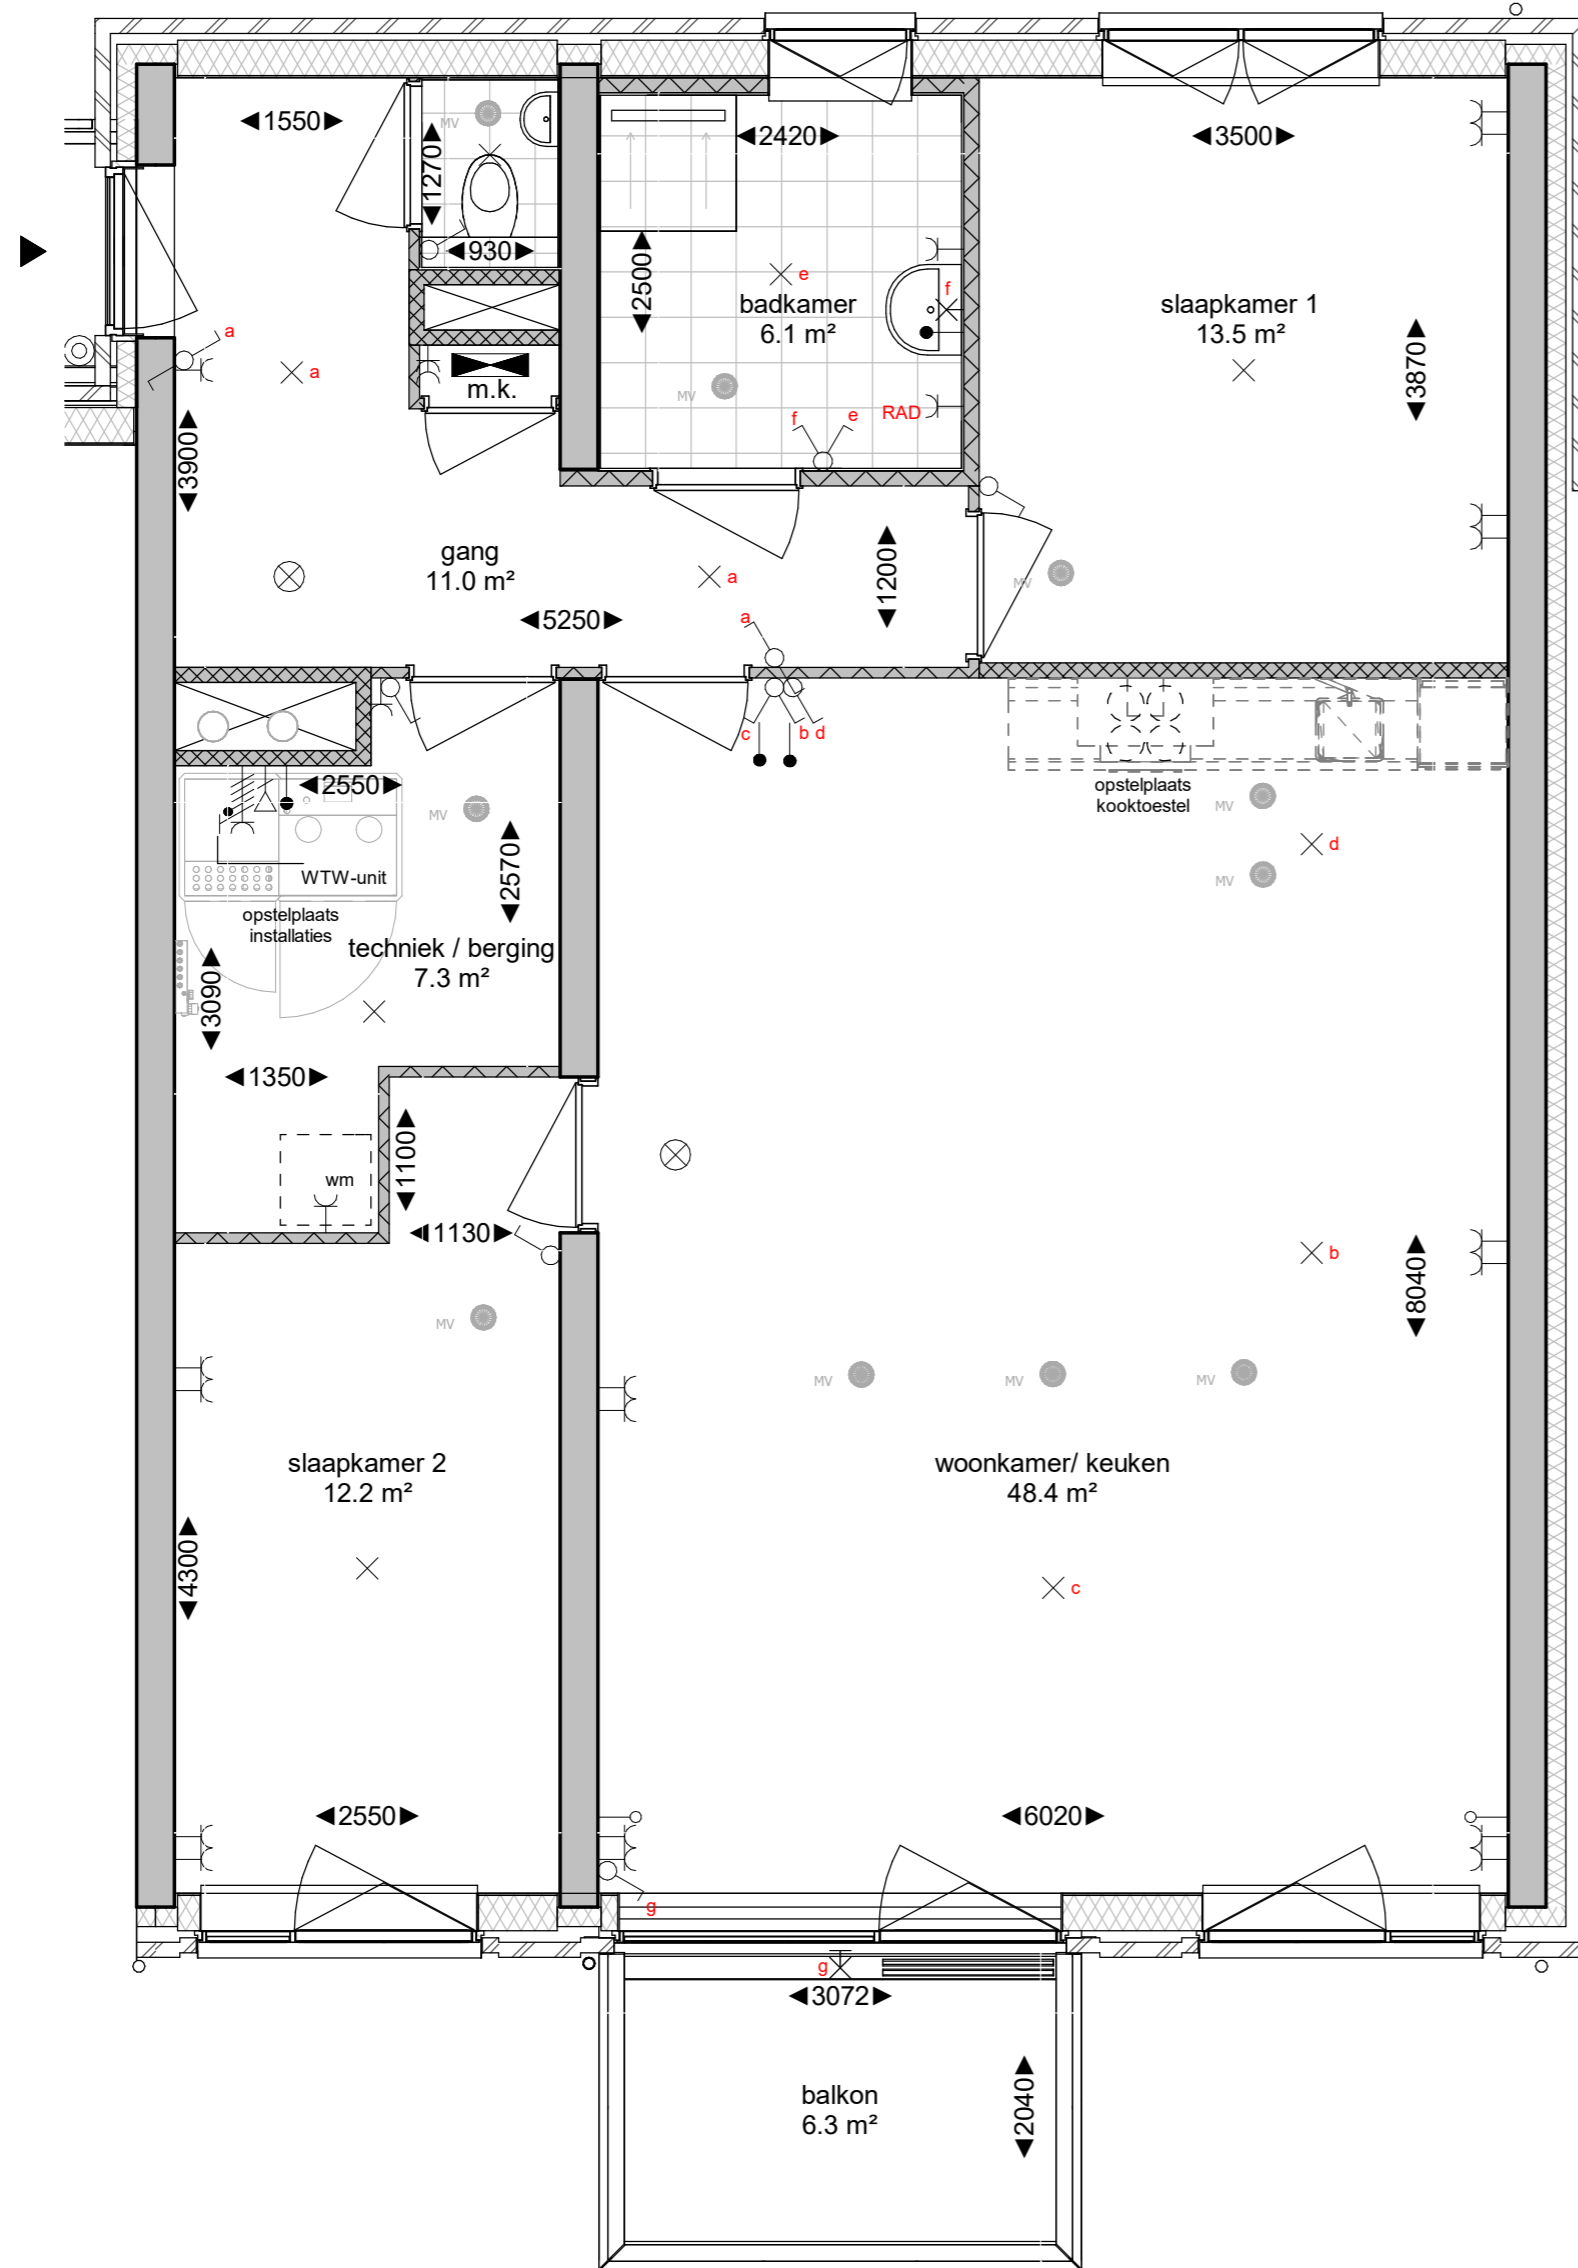 1550
MV
1270
930
2420
3500
2500
e
badkamer
6.1 m²
f
slaapkamer 1
13.5 m²
3870
a
a
m.k.
MV
RAD
f
e
3900
gang
11.0 m²
a
1200
MV
5250
a
c
b
d
2550
MV
opstelplaats
kooktoestel
MV
d
MV
2570
WTW-unit
opstelplaats
installaties
techniek / berging
7.3 m²
3090
1350
1100
wm
1130
b
8040
MV
MV
MV
MV
slaapkamer 2
12.2 m²
woonkamer/ keuken
48.4 m²
4300
c
2550
6020
g
g
3072
balkon
6.3 m²
2040